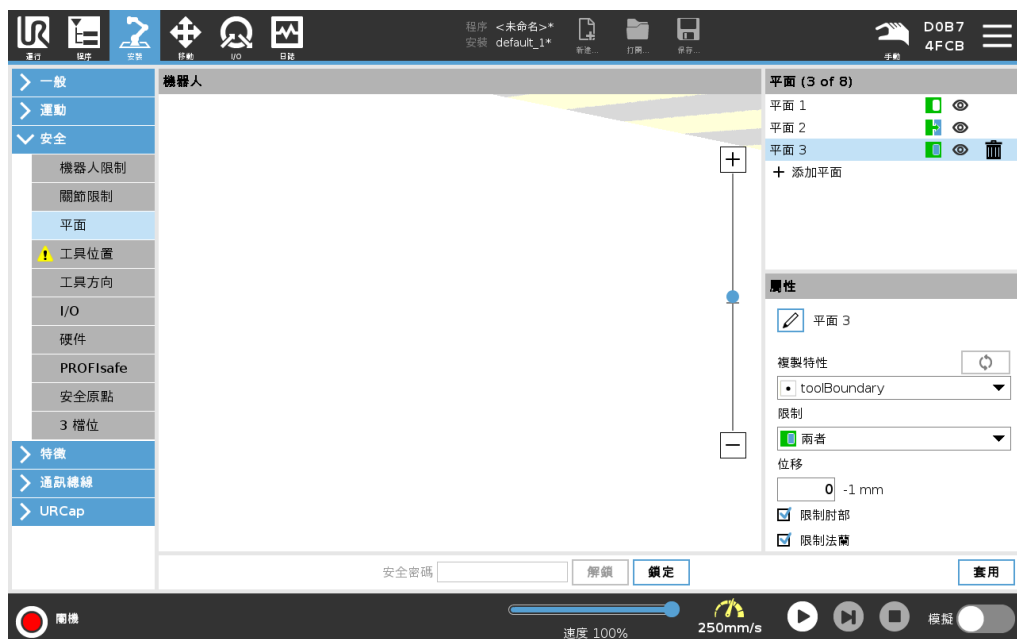 程序 <未命名>*
安裝 default_1*
新建...
打開...
保存...
運行
程序
安裝
移動
I/O
日誌
手動
D0B7
4FCB
一般
運動
安全
機器人限制
關節限制
平面
工具位置
工具方向
I/O
硬件
PROFIsafe
安全原點
3 檔位
特徵
通訊總線
URCap
機器人
平面 (3 of 8)
平面 1
平面 2
平面 3
添加平面
屬性
平面 3
複製特性
toolBoundary
限制
兩者
位移
0 -1 mm
限制肘部
限制法蘭
安全密碼
解鎖
鎖定
套用
關機
速度 100%
250mm/s
模擬